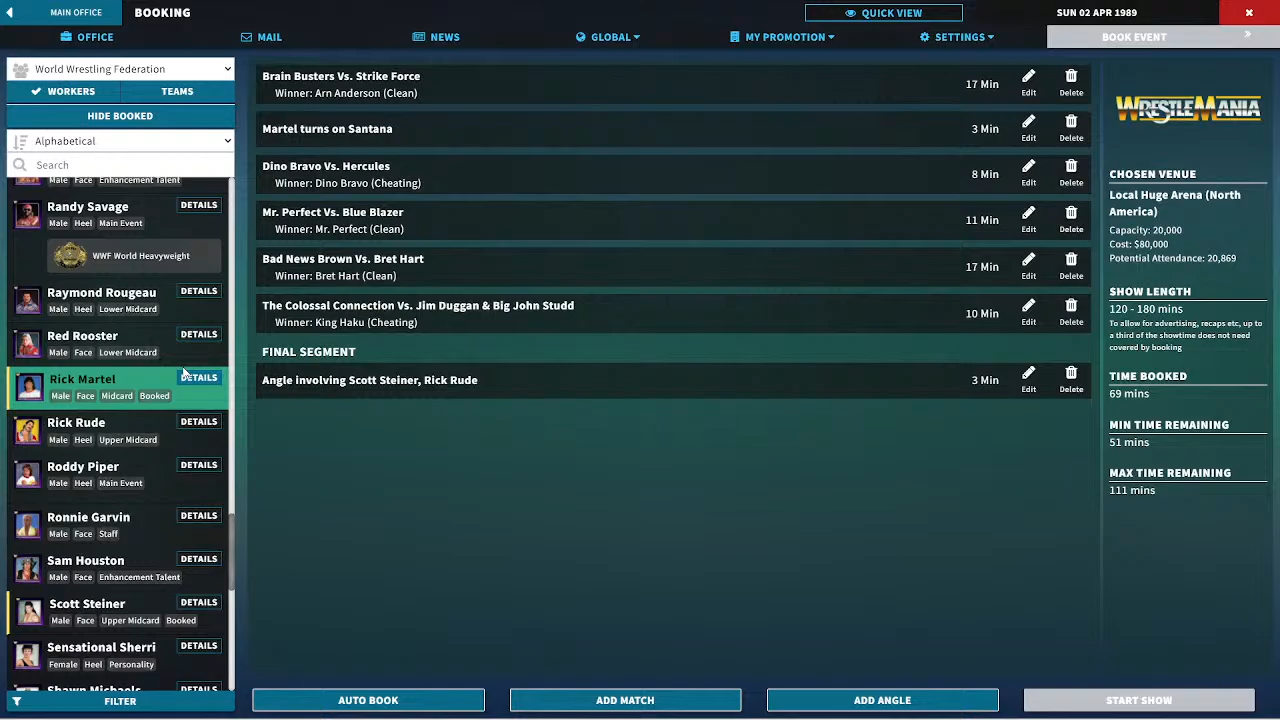 MAIN OFFICE
BOOKING
QUICK VIEW
SUN 02 APR 1989
OFFICE
MAIL
NEWS
GLOBAL
MY PROMOTION
SETTINGS
BOOK EVENT
World Wrestling Federation
WORKERS
TEAMS
HIDE BOOKED
Alphabetical
Search
Male Face Enhancement Talent
Randy Savage
DETAILS
Male Heel Main Event
WWF World Heavyweight
Raymond Rougeau
DETAILS
Male Heel Lower Midcard
Red Rooster
DETAILS
Male Face Lower Midcard
Rick Martel
DETAILS
Male Face Midcard Booked
Rick Rude
DETAILS
Male Heel Upper Midcard
Roddy Piper
DETAILS
Male Heel Main Event
Ronnie Garvin
DETAILS
Male Face Staff
Sam Houston
DETAILS
Male Face Enhancement Talent
Scott Steiner
DETAILS
Male Face Upper Midcard Booked
Sensational Sherri
DETAILS
Female Heel Personality
Shawn Michaels
DETAILS
FILTER
Brain Busters Vs. Strike Force
Winner: Arn Anderson (Clean)
17 Min
Edit
Delete
Martel turns on Santana
3 Min
Edit
Delete
Dino Bravo Vs. Hercules
Winner: Dino Bravo (Cheating)
8 Min
Edit
Delete
Mr. Perfect Vs. Blue Blazer
Winner: Mr. Perfect (Clean)
11 Min
Edit
Delete
Bad News Brown Vs. Bret Hart
Winner: Bret Hart (Clean)
17 Min
Edit
Delete
The Colossal Connection Vs. Jim Duggan & Big John Studd
Winner: King Haku (Cheating)
10 Min
Edit
Delete
FINAL SEGMENT
Angle involving Scott Steiner, Rick Rude
3 Min
Edit
Delete
AUTO BOOK
ADD MATCH
ADD ANGLE
START SHOW
WRESTLEMANIA
CHOSEN VENUE
Local Huge Arena (North
America)
Capacity: 20,000
Cost: $80,000
Potential Attendance: 20,869
SHOW LENGTH
120 - 180 mins
To allow for advertising, recaps etc, up to
a third of the showtime does not need
covered by booking
TIME BOOKED
69 mins
MIN TIME REMAINING
51 mins
MAX TIME REMAINING
111 mins